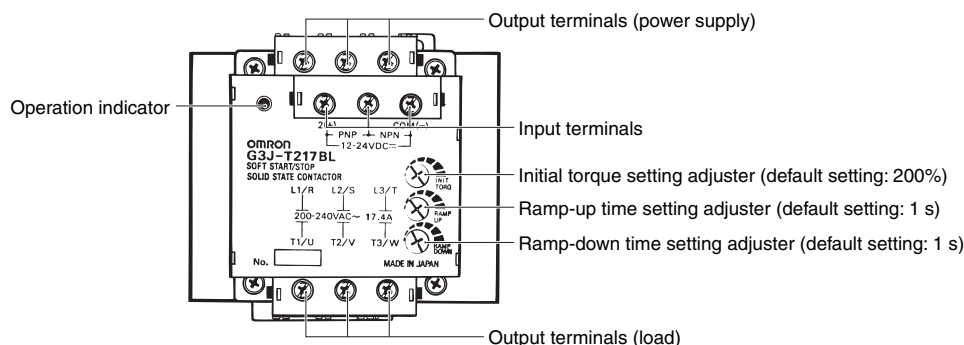 Output terminals (power supply)
Operation indicator
2(+) COM(−)
PNP NPN
12-24VDC
Input terminals
OMRON
G3J-T217BL
SOFT START/STOP
SOLID STATE CONTACTOR
L1/R L2/S L3/T
200-240VAC~ 17.4A
T1/U T2/V T3/W
INIT
TORQ
Initial torque setting adjuster (default setting: 200%)
RAMP
UP
Ramp-up time setting adjuster (default setting: 1 s)
RAMP
DOWN
Ramp-down time setting adjuster (default setting: 1 s)
No. MADE IN JAPAN
Output terminals (load)